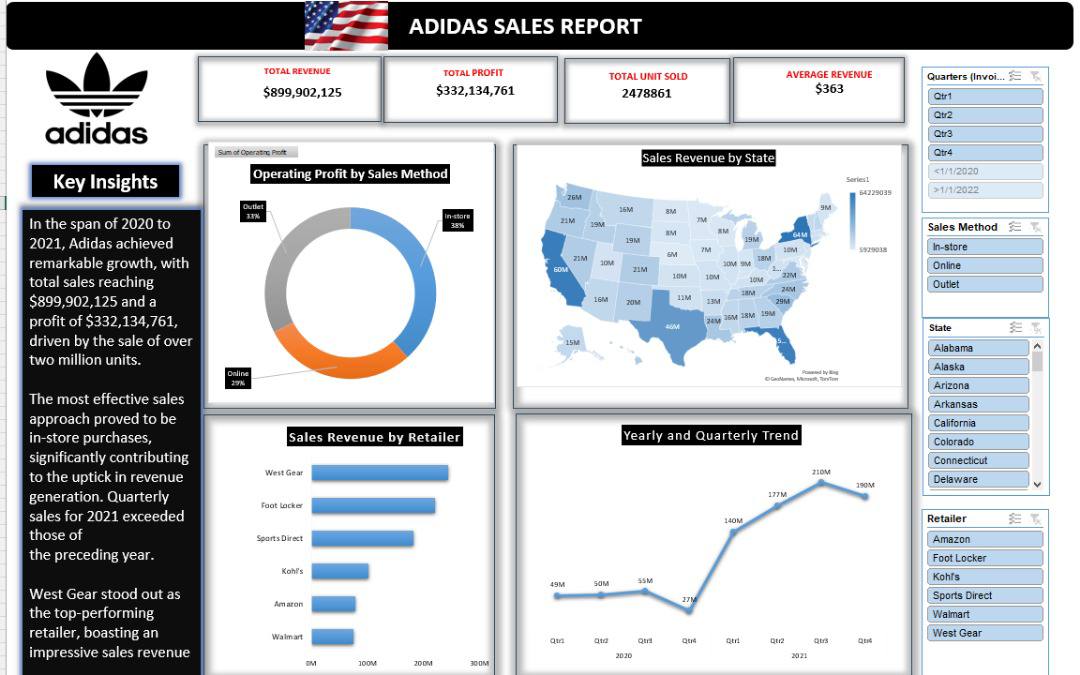 ADIDAS SALES REPORT
adidas
TOTAL REVENUE
$899,902,125
TOTAL PROFIT
$332,134,761
TOTAL UNIT SOLD
2478861
AVERAGE REVENUE
$363
Key Insights
In the span of 2020 to
2021, Adidas achieved
remarkable growth, with
total sales reaching
$899,902,125 and a
profit of $332,134,761,
driven by the sale of over
two million units.
The most effective sales
approach proved to be
in-store purchases,
significantly contributing
to the uptick in revenue
generation. Quarterly
sales for 2021 exceeded
those of
the preceding year.
West Gear stood out as
the top-performing
retailer, boasting an
impressive sales revenue
Sum of Operating Profit
Operating Profit by Sales Method
Outlet
33%
In-store
38%
Online
29%
Sales Revenue by State
Series1
64229039
5929038
26M
16M
8M
7M
9M
21M
19M
8M
8M
19M
64M
19M
6M
7M
10M
60M
21M
10M
21M
10M
10M
10M
9M
18M
1...
22M
10M
24M
16M
20M
11M
13M
18M
29M
46M
24M
16M
18M
19M
15M
5...
Powered by Bing
© GeoNames, Microsoft, TomTom
Sales Revenue by Retailer
West Gear
Foot Locker
Sports Direct
Kohl's
Amazon
Walmart
0M 100M 200M 300M
Yearly and Quarterly Trend
49M
50M
55M
27M
140M
177M
210M
190M
Qtr1 Qtr2 Qtr3 Qtr4 Qtr1 Qtr2 Qtr3 Qtr4
2020 2021
Quarters (Invoi...
Qtr1
Qtr2
Qtr3
Qtr4
<1/1/2020
>1/1/2022
Sales Method
In-store
Online
Outlet
State
Alabama
Alaska
Arizona
Arkansas
California
Colorado
Connecticut
Delaware
Retailer
Amazon
Foot Locker
Kohl's
Sports Direct
Walmart
West Gear